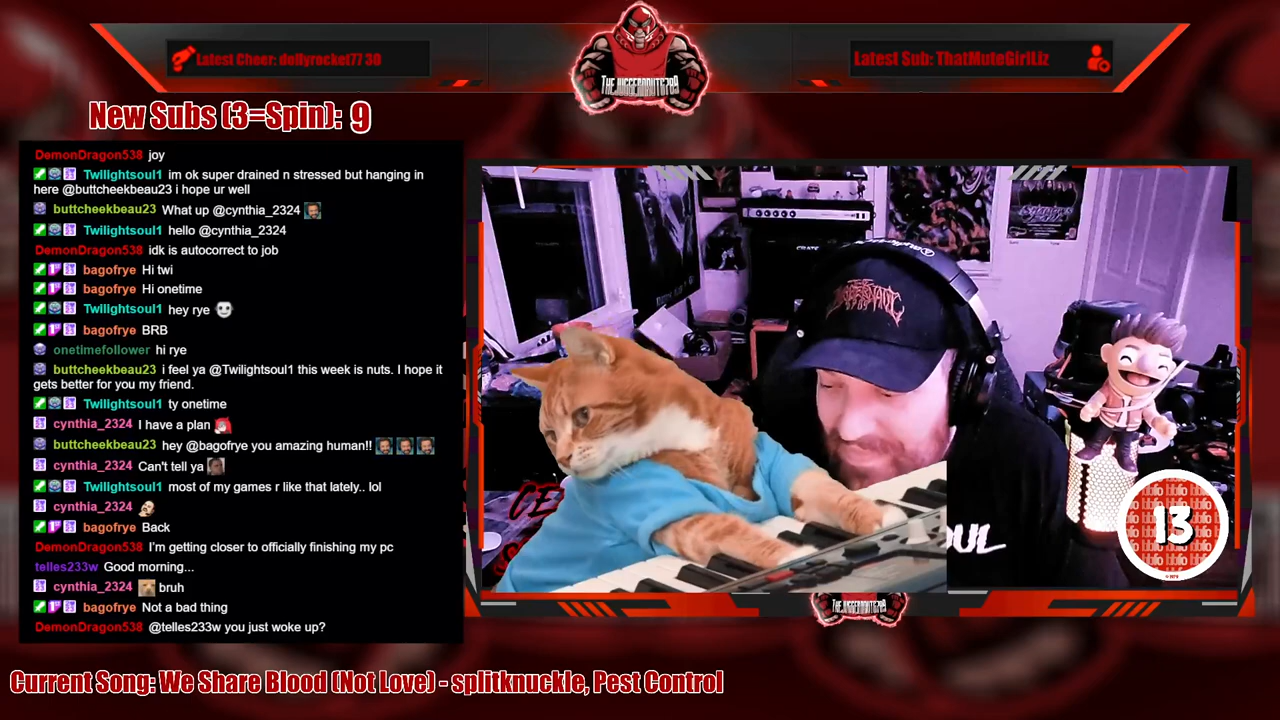 Latest Cheer: dollyrocket77 30
THEJUGGERNAUT6789
Latest Sub: ThatMuteGirlLiz
New Subs (3=Spin): 9
DemonDragon538 joy
Twilightsoul1 im ok super drained n stressed but hanging in
here @buttcheekbeau23 i hope ur well
buttcheekbeau23 What up @cynthia_2324
Twilightsoul1 hello @cynthia_2324
DemonDragon538 idk is autocorrect to job
bagofrye Hi twi
bagofrye Hi onetime
Twilightsoul1 hey rye
bagofrye BRB
onetimefollower hi rye
buttcheekbeau23 i feel ya @Twilightsoul1 this week is nuts. I hope it
gets better for you my friend.
Twilightsoul1 ty onetime
cynthia_2324 I have a plan
buttcheekbeau23 hey @bagofrye you amazing human!!
cynthia_2324 Can't tell ya
Twilightsoul1 most of my games r like that lately.. lol
cynthia_2324
bagofrye Back
DemonDragon538 I'm getting closer to officially finishing my pc
telles233w Good morning...
cynthia_2324 bruh
bagofrye Not a bad thing
DemonDragon538 @telles233w you just woke up?
13
Current Song: We Share Blood (Not Love) - splitknuckle, Pest Control